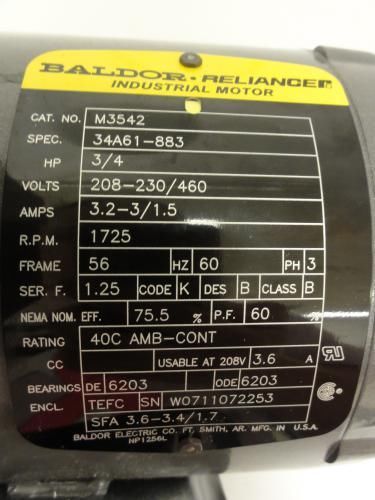 BALDOR • RELIANCER
INDUSTRIAL MOTOR
CAT. NO. M3542
SPEC. 34A61-883
HP 3/4
VOLTS 208-230/460
AMPS 3.2-3/1.5
R.P.M. 1725
FRAME 56 HZ 60 PH 3
SER. F. 1.25 CODE K DES B CLASS B
NEMA NOM. EFF. 75.5 % P.F. 60 %
RATING 40C AMB-CONT
CC USABLE AT 208V 3.6 A
BEARINGS DE 6203 ODE 6203
ENCL. TEFC SN W0711072253
SFA 3.6-3.4/1.7
BALDOR ELECTRIC CO. FT. SMITH, AR. MFG. IN U.S.A.
NP1256L